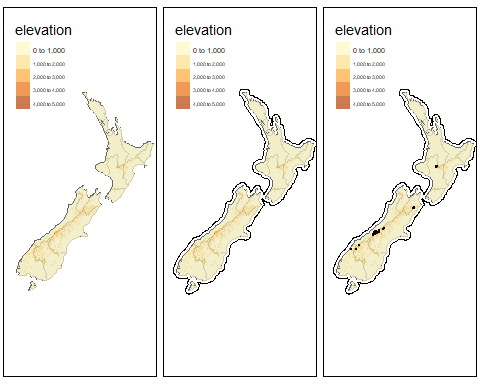 elevation
0 to 1,000
1,000 to 2,000
2,000 to 3,000
3,000 to 4,000
4,000 to 5,000
elevation
0 to 1,000
1,000 to 2,000
2,000 to 3,000
3,000 to 4,000
4,000 to 5,000
elevation
0 to 1,000
1,000 to 2,000
2,000 to 3,000
3,000 to 4,000
4,000 to 5,000